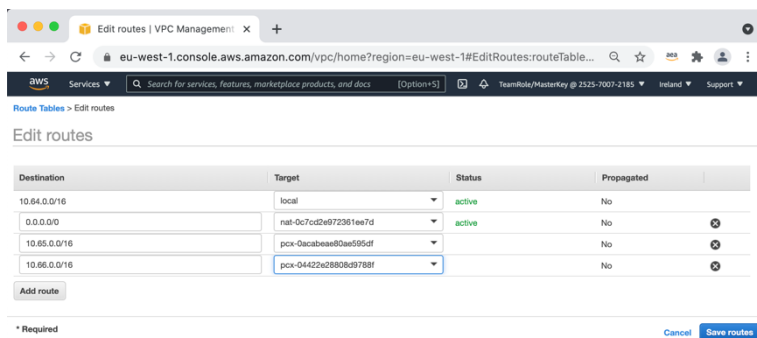 Edit routes | VPC Management
eu-west-1.console.aws.amazon.com/vpc/home?region=eu-west-1#EditRoutes:routeTable...
aea
aws Services Search for services, features, marketplace products, and docs [Option+S] TeamRole/MasterKey @ 2525-7007-2185 Ireland Support
Route Tables > Edit routes
Edit routes
Destination Target Status Propagated
10.64.0.0/16 local active No
0.0.0.0/0 nat-0c7cd2e972361ee7d active No
10.65.0.0/16 pcx-0acabeae80ae595df No
10.66.0.0/16 pcx-04422e28808d9788f No
Add route
* Required Cancel Save routes